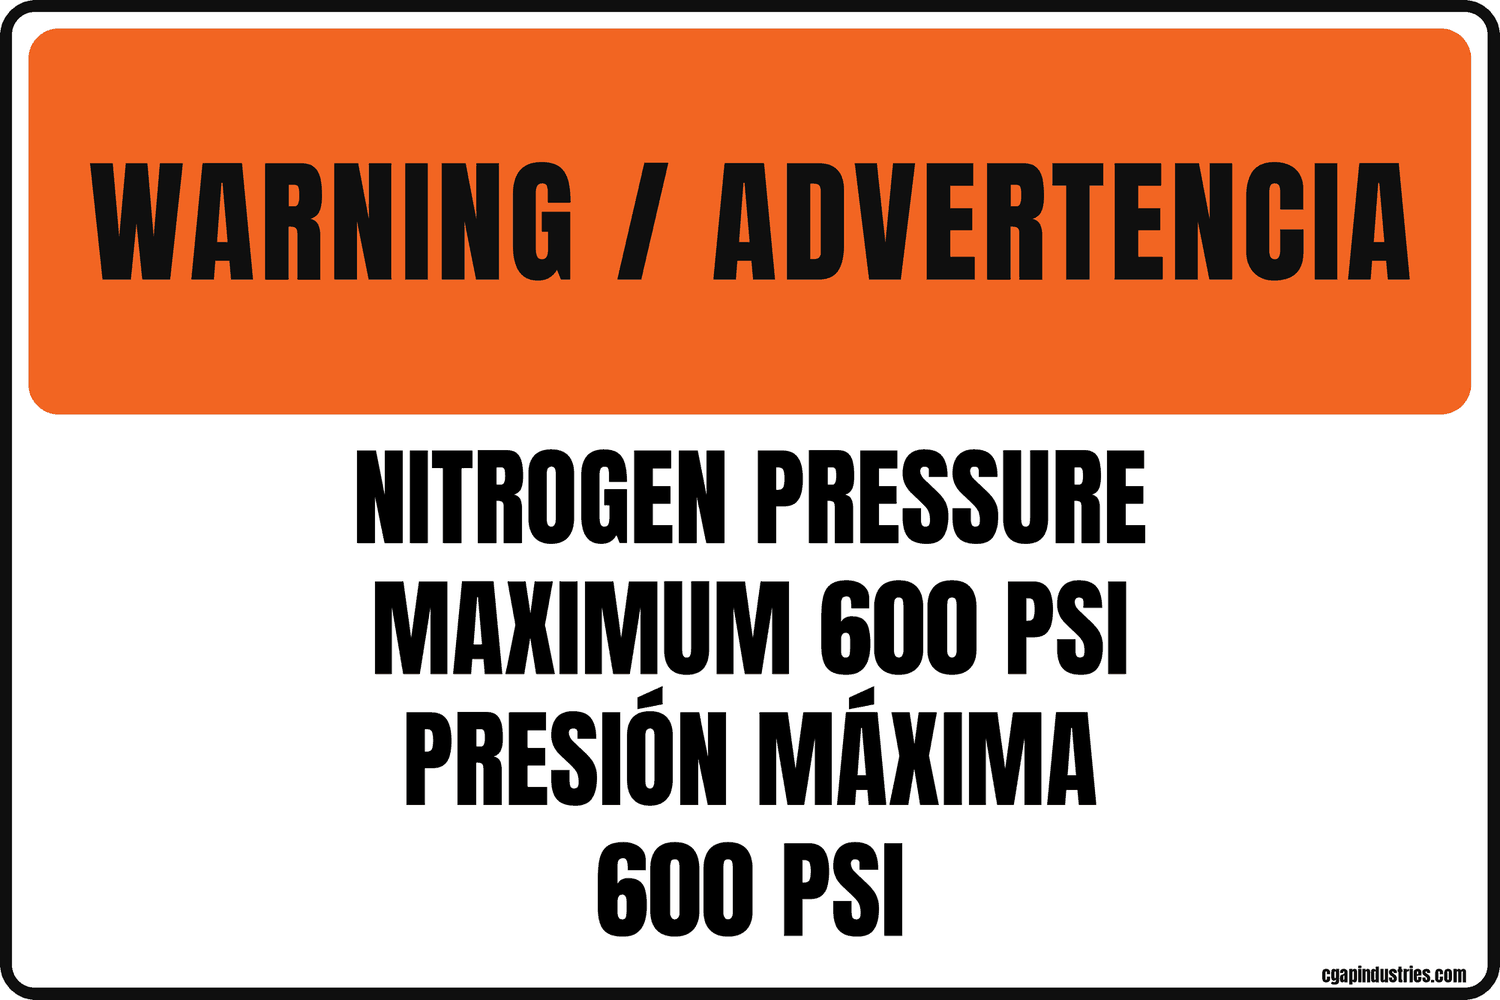 WARNING / ADVERTENCIA
NITROGEN PRESSURE
MAXIMUM 600 PSI
PRESIÓN MÁXIMA
600 PSI
cgapindustries.com